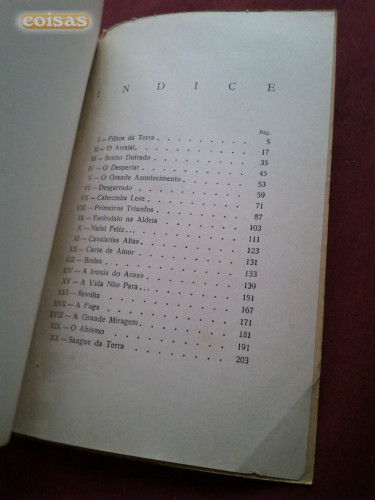 coisas
INDICE
Pág.
I — Filhos da Terra 5
II — O Arraial 17
III — Sonho Doirado 35
IV — O Despertar 45
V — O Grande Acontecimento 53
VI — Desgarrado 59
VII — Cabecinha Leve 71
VIII — Primeiros Triunfos 87
IX — Escândalo na Aldeia 103
X — Natal Feliz... 111
XI — Cavalarias Altas 123
XII — Carta de Amor 131
XIII — Bodas 133
XIV — A Ironia do Acaso 139
XV — A Vida Não Para... 151
XVI — Revolta 167
XVII — A Fuga 171
XVIII — A Grande Miragem 181
XIX — O Abismo 191
XX — Sangue da Terra 203